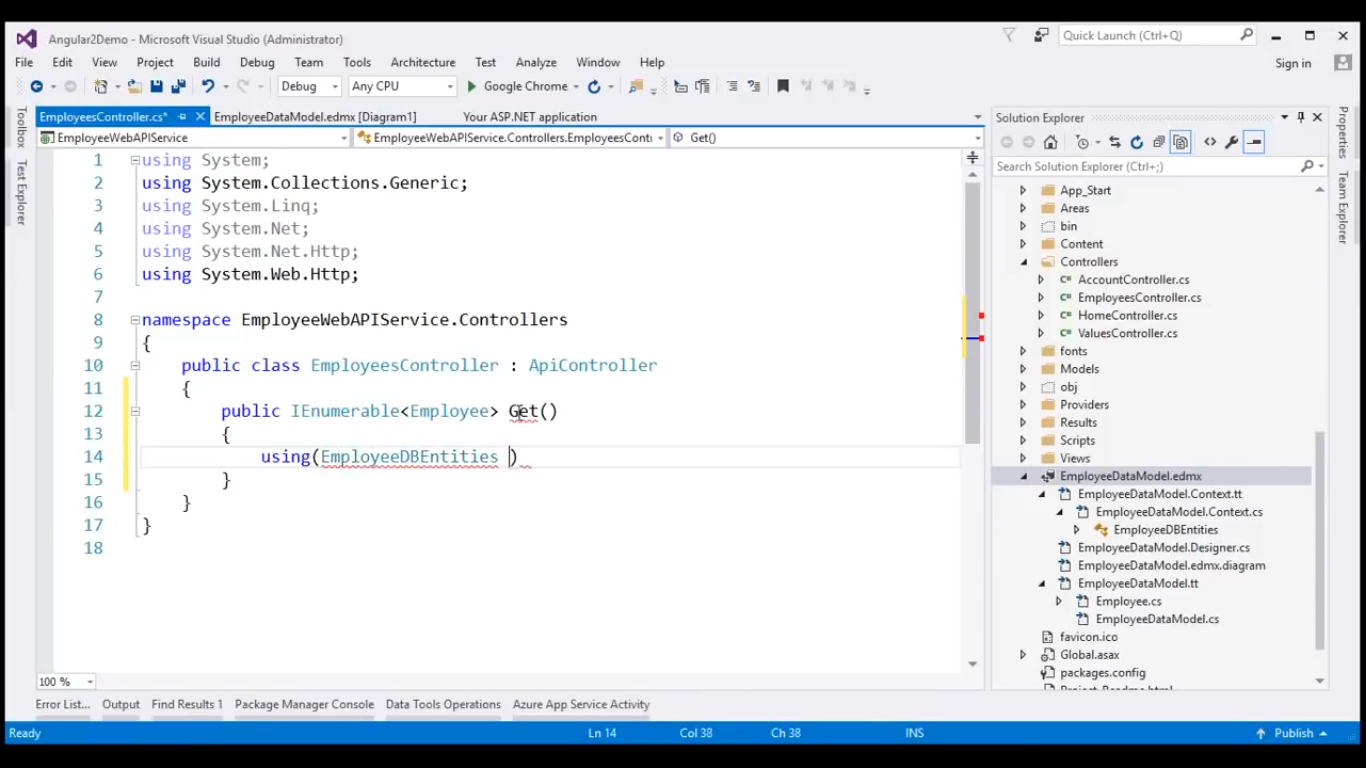 Angular2Demo - Microsoft Visual Studio (Administrator)
Quick Launch (Ctrl+Q)
File Edit View Project Build Debug Team Tools Architecture Test Analyze Window Help
Sign in
Debug Any CPU Google Chrome
Toolbox
Test Explorer
EmployeesController.cs* EmployeeDataModel.edmx [Diagram1] Your ASP.NET application
EmployeeWebAPIService EmployeeWebAPIService.Controllers.EmployeesConti Get()
1 using System;
2 using System.Collections.Generic;
3 using System.Linq;
4 using System.Net;
5 using System.Net.Http;
6 using System.Web.Http;
7
8 namespace EmployeeWebAPIService.Controllers
9 {
10 public class EmployeesController : ApiController
11 {
12 public IEnumerable<Employee> Get()
13 {
14 using(EmployeeDBEntities )
15 }
16 }
17 }
18
100 %
Solution Explorer
Search Solution Explorer (Ctrl+;)
App_Start
Areas
bin
Content
Controllers
AccountController.cs
EmployeesController.cs
HomeController.cs
ValuesController.cs
fonts
Models
obj
Providers
Results
Scripts
Views
EmployeeDataModel.edmx
EmployeeDataModel.Context.tt
EmployeeDataModel.Context.cs
EmployeeDBEntities
EmployeeDataModel.Designer.cs
EmployeeDataModel.edmx.diagram
EmployeeDataModel.tt
Employee.cs
EmployeeDataModel.cs
favicon.ico
Global.asax
packages.config
Project_Readme.html
Properties
Team Explorer
Error List... Output Find Results 1 Package Manager Console Data Tools Operations Azure App Service Activity
Ready Ln 14 Col 38 Ch 38 INS Publish